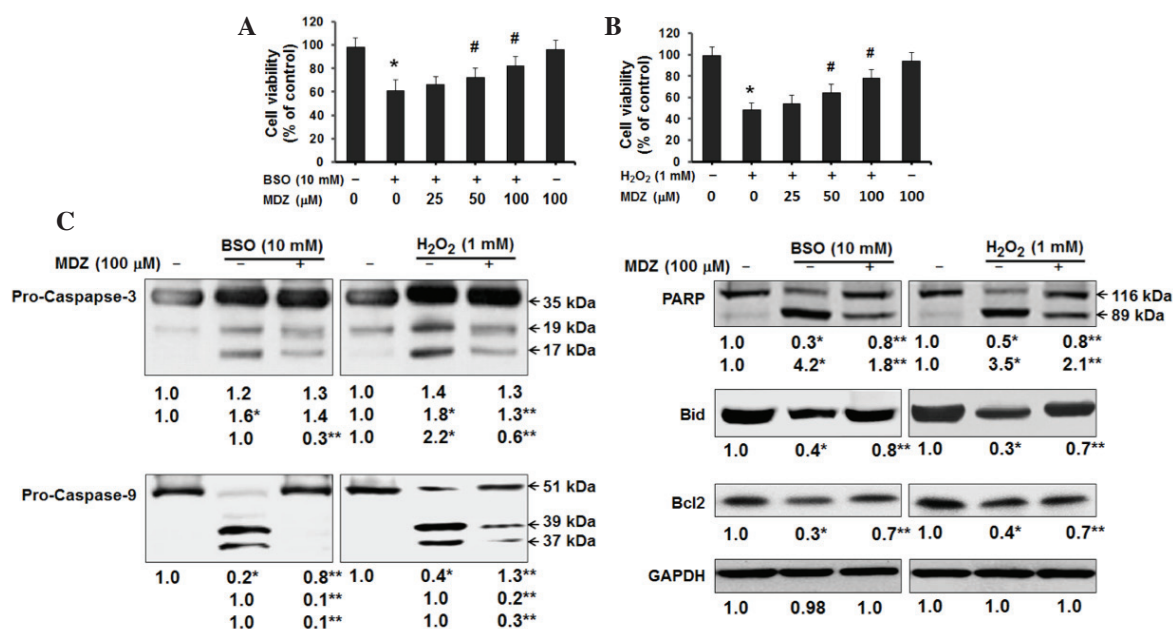 A
Cell viability
(% of control)
120
100
80
60
40
20
0
*
#
#
BSO (10 mM) – + + + + –
MDZ (μM) 0 0 25 50 100 100
B
Cell viability
(% of control)
120
100
80
60
40
20
0
*
#
#
H2O2 (1 mM) – + + + + –
MDZ (μM) 0 0 25 50 100 100
C
BSO (10 mM) H2O2 (1 mM)
MDZ (100 μM) – – + – – +
Pro-Caspapse-3
35 kDa
19 kDa
17 kDa
1.0 1.2 1.3 1.0 1.4 1.3
1.0 1.6* 1.4 1.0 1.8* 1.3**
1.0 0.3** 1.0 2.2* 0.6**
Pro-Caspase-9
51 kDa
39 kDa
37 kDa
1.0 0.2* 0.8** 1.0 0.4* 1.3**
1.0 0.1** 1.0 0.2**
1.0 0.1** 1.0 0.3**
BSO (10 mM) H2O2 (1 mM)
MDZ (100 μM) – – + – – +
PARP
116 kDa
89 kDa
1.0 0.3* 0.8** 1.0 0.5* 0.8**
1.0 4.2* 1.8** 1.0 3.5* 2.1**
Bid
1.0 0.4* 0.8** 1.0 0.3* 0.7**
Bcl2
1.0 0.3* 0.7** 1.0 0.4* 0.7**
GAPDH
1.0 0.98 1.0 1.0 1.0 1.0